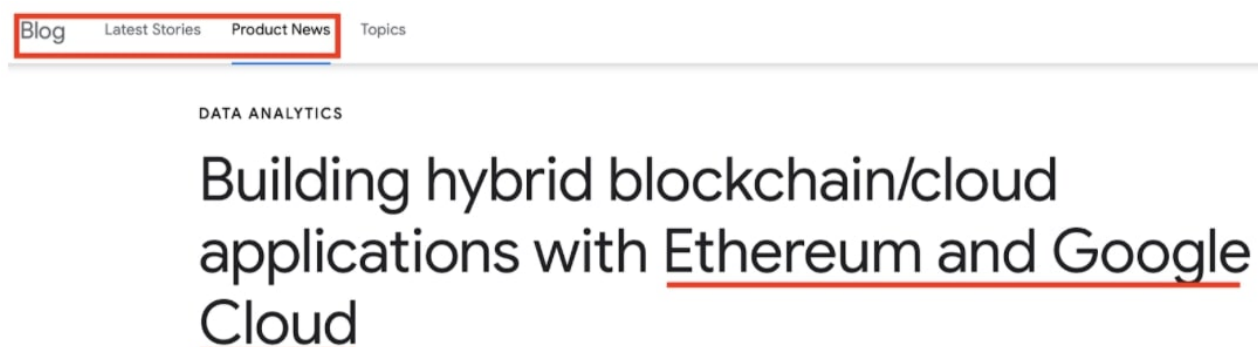 Blog Latest Stories Product News Topics
DATA ANALYTICS
Building hybrid blockchain/cloud
applications with Ethereum and Google
Cloud